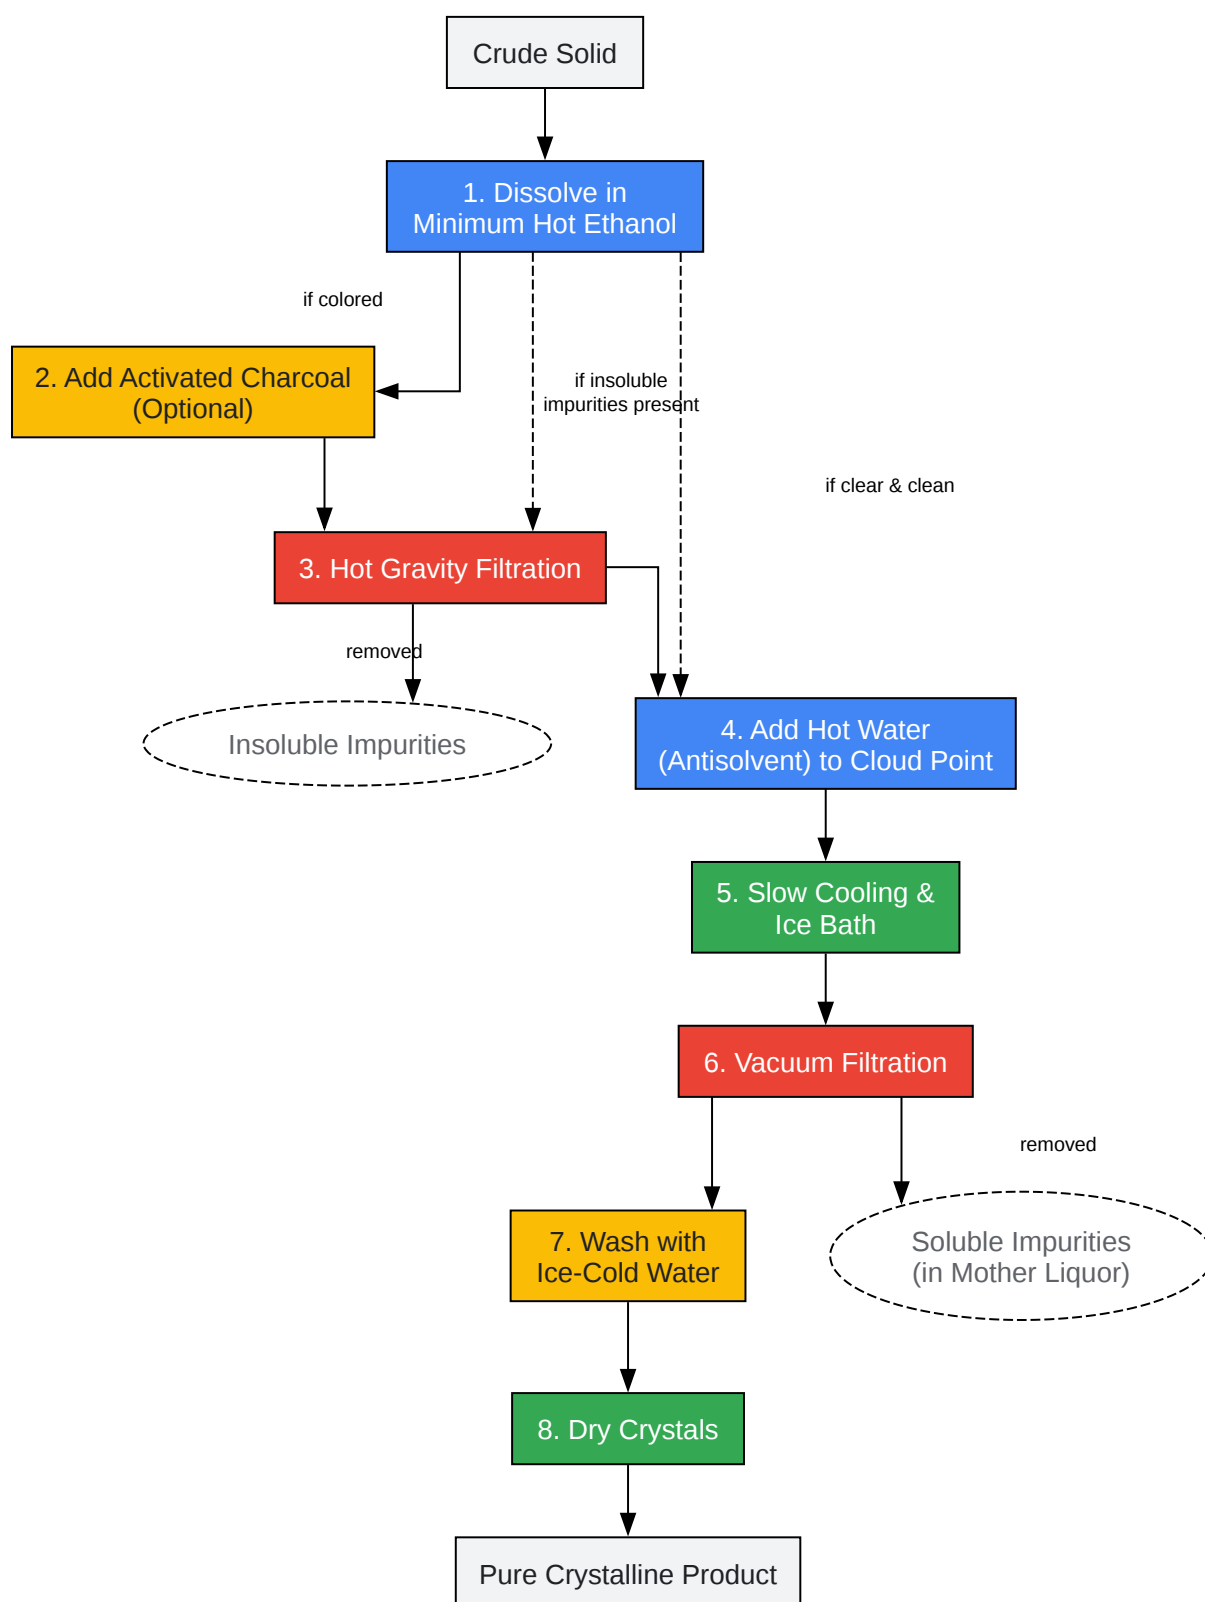 Crude Solid
1. Dissolve in
Minimum Hot Ethanol
if colored
2. Add Activated Charcoal
(Optional)
if insoluble
impurities present
if clear & clean
3. Hot Gravity Filtration
removed
Insoluble Impurities
4. Add Hot Water
(Antisolvent) to Cloud Point
5. Slow Cooling &
Ice Bath
6. Vacuum Filtration
removed
7. Wash with
Ice-Cold Water
Soluble Impurities
(in Mother Liquor)
8. Dry Crystals
Pure Crystalline Product